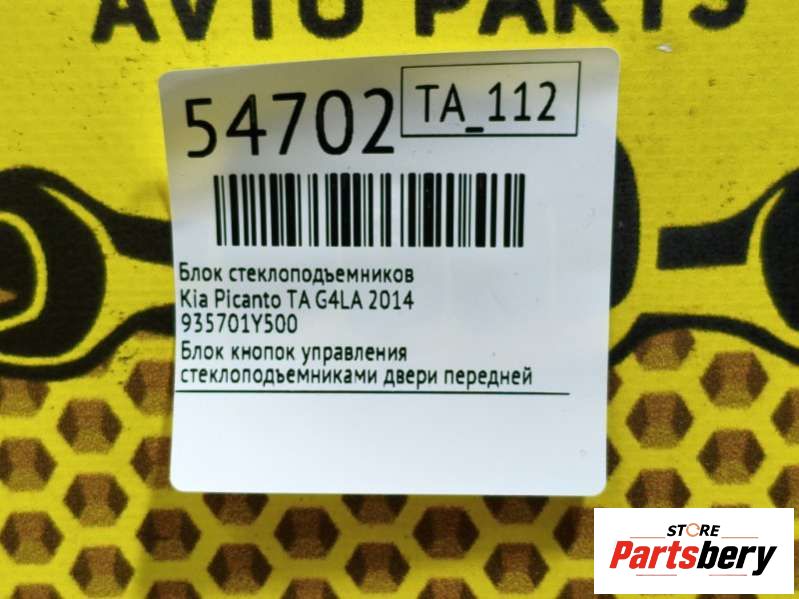 AVTO PARTS
54702
TA_112
Блок стеклоподъемников
Kia Picanto TA G4LA 2014
935701Y500
Блок кнопок управления
стеклоподъемниками двери передней
STORE
Partsbery